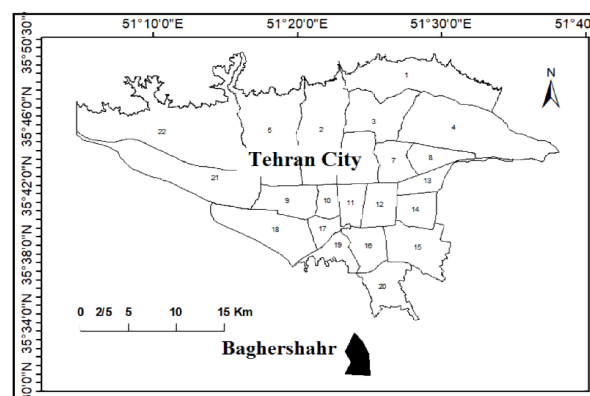 51°10'0"E 51°20'0"E 51°30'0"E 51°40
35°50'30"
35°46'0"N
35°42'0"N
35°38'0"N
35°34'0"N
0'0"N
N
1
3
4
22 5 2
7 8
Tehran City
21
13
9 10 11 12 14
18 17 19 16 15
20
0 2/5 5 10 15 Km
Baghershahr